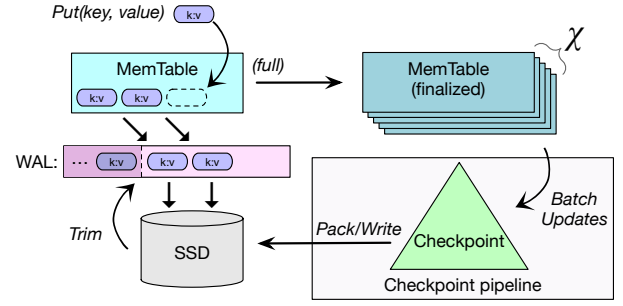 Put(key, value) k:v
MemTable
k:v k:v
(full)
MemTable
(finalized)
χ
WAL: ... k:v k:v k:v
Trim
SSD
Pack/Write
Batch
Updates
Checkpoint
Checkpoint pipeline